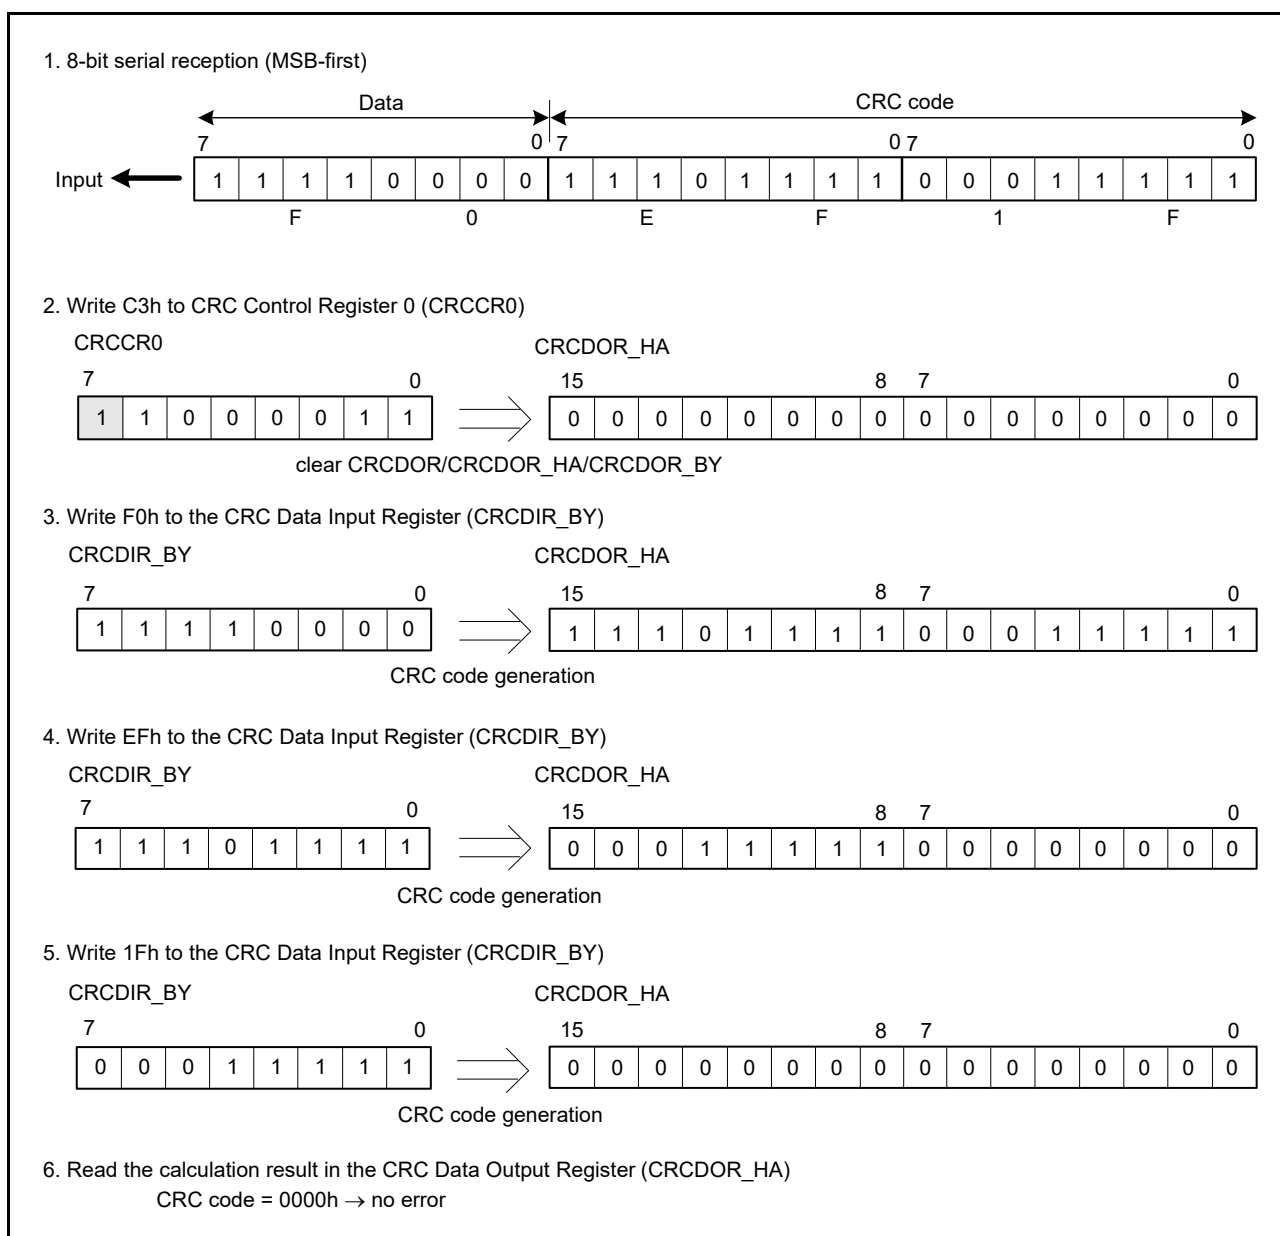 1. 8-bit serial reception (MSB-first)
Data CRC code
7 0 7 0 7 0
Input 1 1 1 1 0 0 0 0 1 1 1 0 1 1 1 1 0 0 0 1 1 1 1 1
F 0 E F 1 F
2. Write C3h to CRC Control Register 0 (CRCCR0)
CRCCR0 CRCDOR_HA
7 0 15 8 7 0
1 1 0 0 0 0 1 1 0 0 0 0 0 0 0 0 0 0 0 0 0 0 0 0
clear CRCDOR/CRCDOR_HA/CRCDOR_BY
3. Write F0h to the CRC Data Input Register (CRCDIR_BY)
CRCDIR_BY CRCDOR_HA
7 0 15 8 7 0
1 1 1 1 0 0 0 0 1 1 1 0 1 1 1 1 0 0 0 1 1 1 1 1
CRC code generation
4. Write EFh to the CRC Data Input Register (CRCDIR_BY)
CRCDIR_BY CRCDOR_HA
7 0 15 8 7 0
1 1 1 0 1 1 1 1 0 0 0 1 1 1 1 1 0 0 0 0 0 0 0 0
CRC code generation
5. Write 1Fh to the CRC Data Input Register (CRCDIR_BY)
CRCDIR_BY CRCDOR_HA
7 0 15 8 7 0
0 0 0 1 1 1 1 1 0 0 0 0 0 0 0 0 0 0 0 0 0 0 0 0
CRC code generation
6. Read the calculation result in the CRC Data Output Register (CRCDOR_HA)
CRC code = 0000h → no error